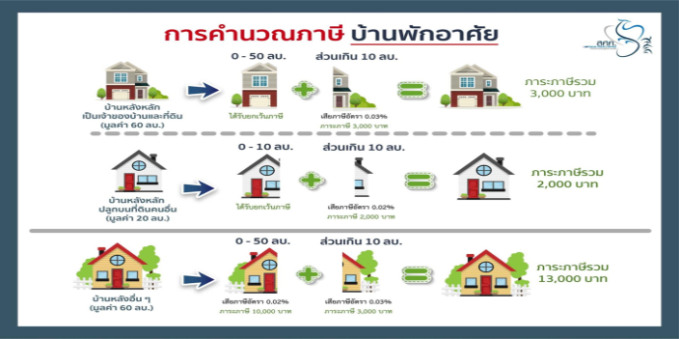 การคำนวณภาษี บ้านพักอาศัย
สคก.
0 - 50 ลบ.
ส่วนเกิน 10 ลบ.
บ้านหลังหลัก
เป็นเจ้าของบ้านและที่ดิน
(มูลค่า 60 ลบ.)
ได้รับยกเว้นภาษี
เสียภาษีอัตรา 0.03%
ภาระภาษี 3,000 บาท
ภาระภาษีรวม
3,000 บาท
0 - 10 ลบ.
ส่วนเกิน 10 ลบ.
บ้านหลังหลัก
ปลูกบนที่ดินคนอื่น
(มูลค่า 20 ลบ.)
ได้รับยกเว้นภาษี
เสียภาษีอัตรา 0.02%
ภาระภาษี 2,000 บาท
ภาระภาษีรวม
2,000 บาท
0 - 50 ลบ.
ส่วนเกิน 10 ลบ.
บ้านหลังอื่น ๆ
(มูลค่า 60 ลบ.)
เสียภาษีอัตรา 0.02%
ภาระภาษี 10,000 บาท
เสียภาษีอัตรา 0.03%
ภาระภาษี 3,000 บาท
ภาระภาษีรวม
13,000 บาท